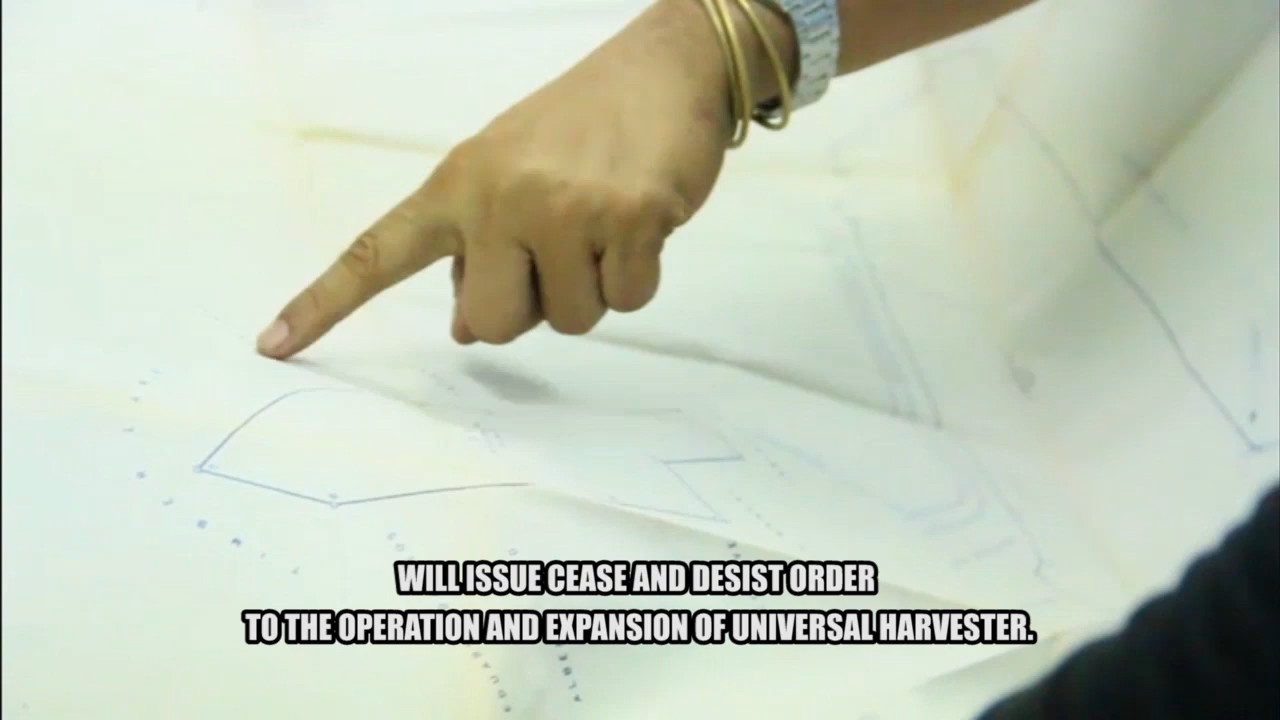 WILL ISSUE CEASE AND DESIST ORDER
TO THE OPERATION AND EXPANSION OF UNIVERSAL HARVESTER.